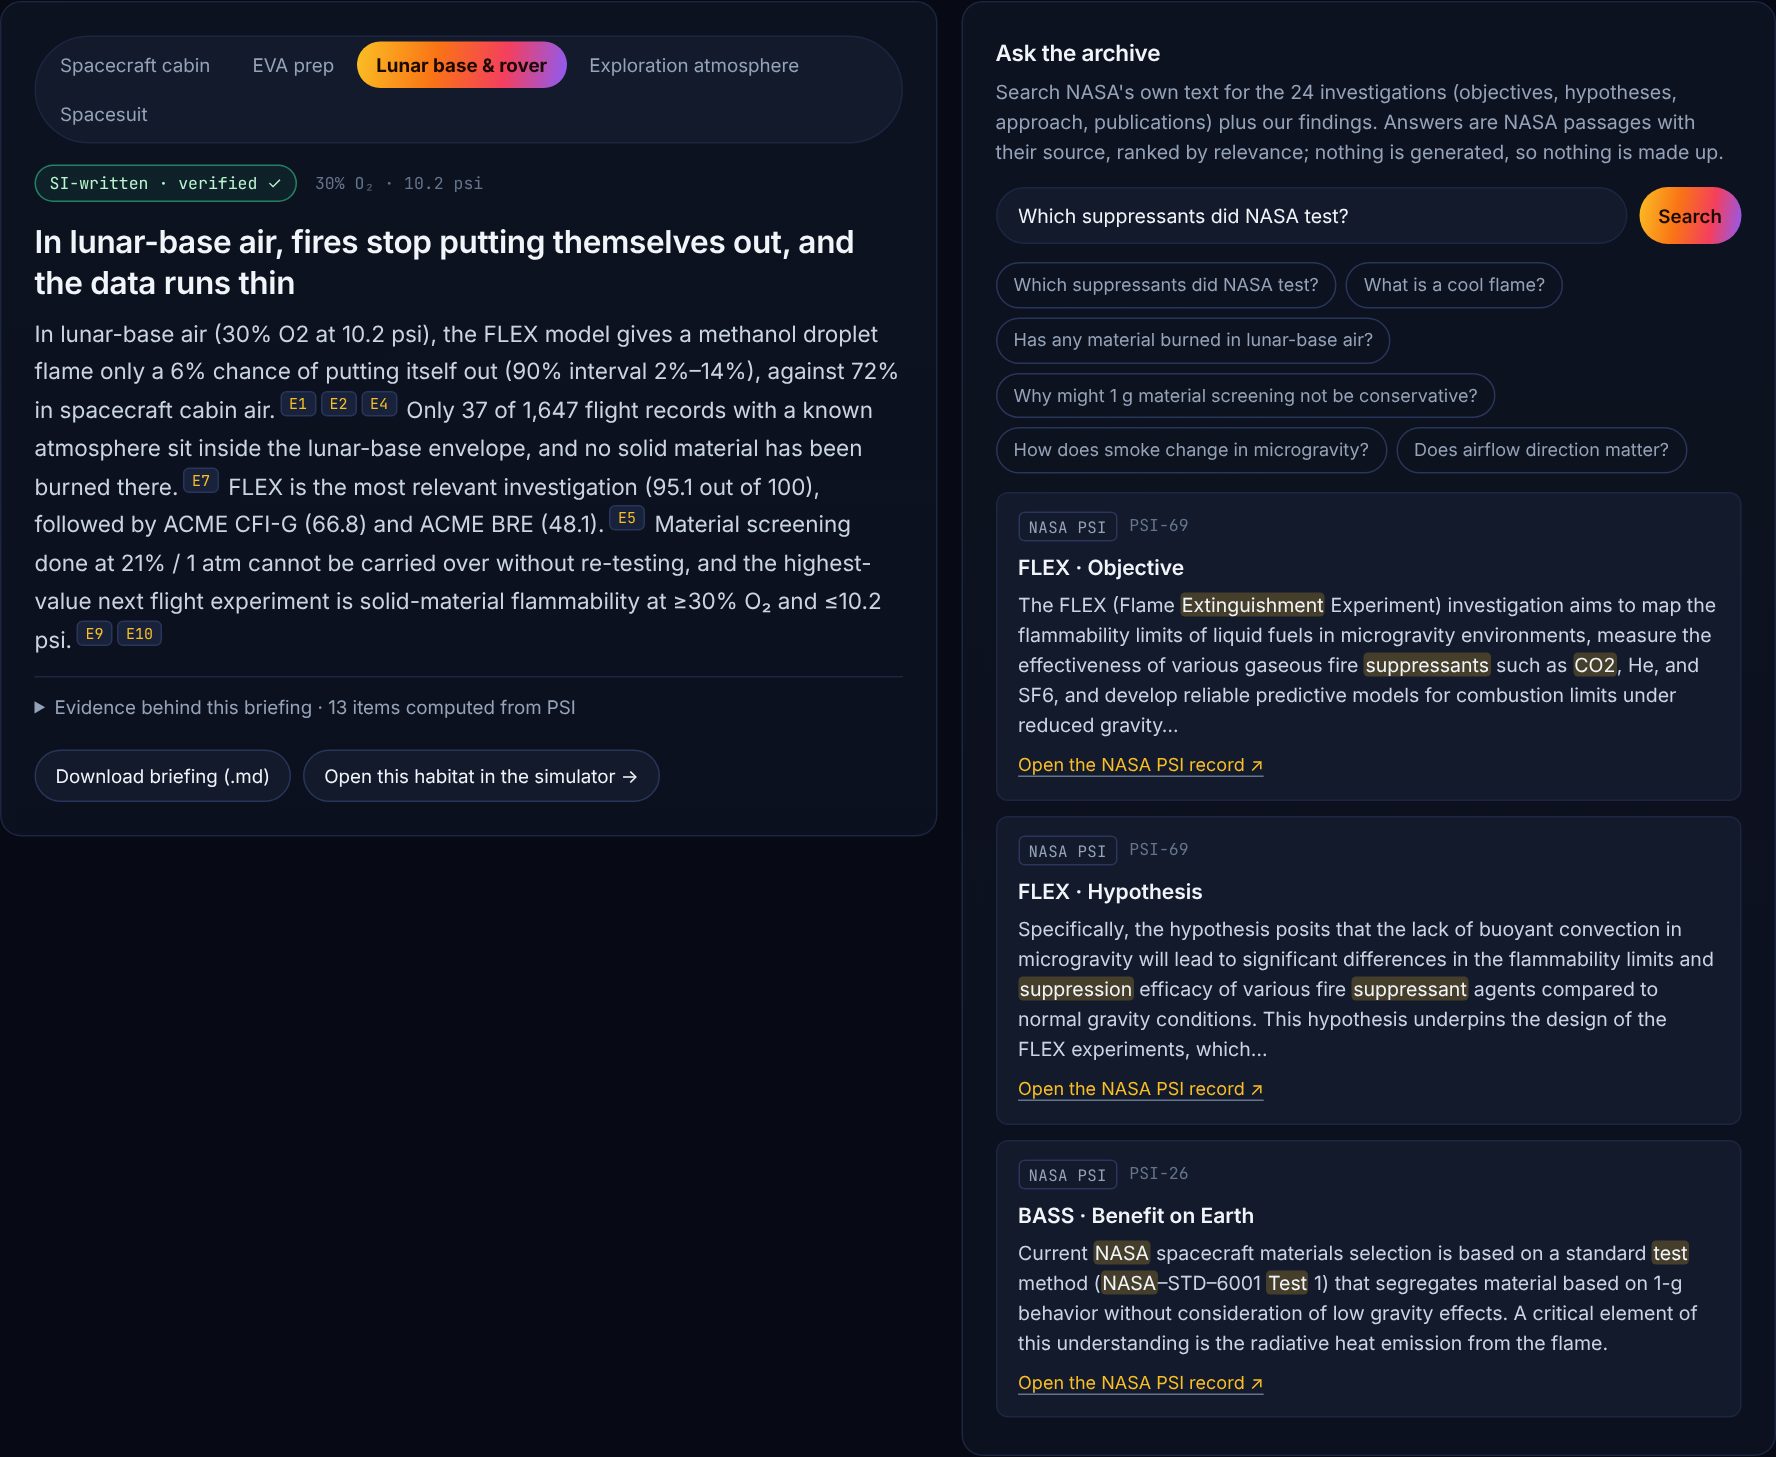 Spacecraft cabin
EVA prep
Lunar base & rover
Exploration atmosphere
Spacesuit
SI-written · verified ✓
30% O₂ · 10.2 psi
In lunar-base air, fires stop putting themselves out, and
the data runs thin
In lunar-base air (30% O2 at 10.2 psi), the FLEX model gives a methanol droplet
flame only a 6% chance of putting itself out (90% interval 2%–14%), against 72%
in spacecraft cabin air. E1 E2 E4 Only 37 of 1,647 flight records with a known
atmosphere sit inside the lunar-base envelope, and no solid material has been
burned there. E7 FLEX is the most relevant investigation (95.1 out of 100),
followed by ACME CFI-G (66.8) and ACME BRE (48.1). E5 Material screening
done at 21% / 1 atm cannot be carried over without re-testing, and the highest-
value next flight experiment is solid-material flammability at ≥30% O₂ and ≤10.2
psi. E9 E10
▶ Evidence behind this briefing · 13 items computed from PSI
Download briefing (.md)
Open this habitat in the simulator →
Ask the archive
Search NASA's own text for the 24 investigations (objectives, hypotheses,
approach, publications) plus our findings. Answers are NASA passages with
their source, ranked by relevance; nothing is generated, so nothing is made up.
Which suppressants did NASA test?
Search
Which suppressants did NASA test?
What is a cool flame?
Has any material burned in lunar-base air?
Why might 1 g material screening not be conservative?
How does smoke change in microgravity?
Does airflow direction matter?
NASA PSI
PSI-69
FLEX · Objective
The FLEX (Flame Extinguishment Experiment) investigation aims to map the
flammability limits of liquid fuels in microgravity environments, measure the
effectiveness of various gaseous fire suppressants such as CO2, He, and
SF6, and develop reliable predictive models for combustion limits under
reduced gravity…
Open the NASA PSI record ↗
NASA PSI
PSI-69
FLEX · Hypothesis
Specifically, the hypothesis posits that the lack of buoyant convection in
microgravity will lead to significant differences in the flammability limits and
suppression efficacy of various fire suppressant agents compared to
normal gravity conditions. This hypothesis underpins the design of the
FLEX experiments, which…
Open the NASA PSI record ↗
NASA PSI
PSI-26
BASS · Benefit on Earth
Current NASA spacecraft materials selection is based on a standard test
method (NASA–STD–6001 Test 1) that segregates material based on 1-g
behavior without consideration of low gravity effects. A critical element of
this understanding is the radiative heat emission from the flame.
Open the NASA PSI record ↗